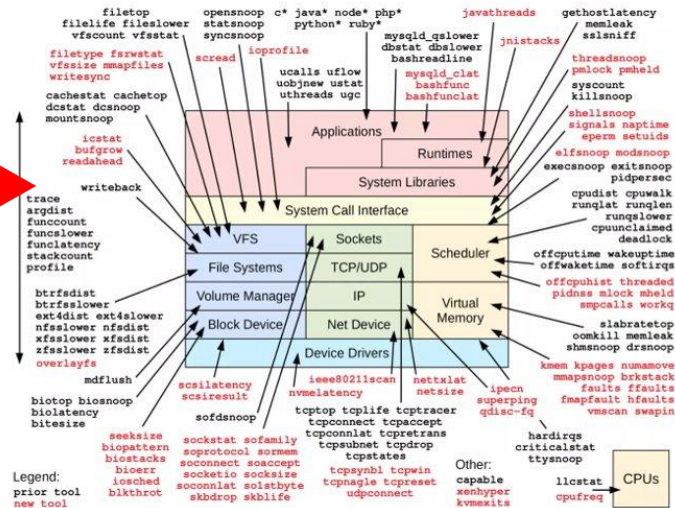 filetop
filelife fileslower
vfscount vfsstat
opensnoop
statsnoop
syncsnoop
c* java* node* php*
python* ruby*
javathreads
gethostlatency
memleak
sslsniff
filetype fsrwstat
vfssize mmapfiles
writesync
scread
ioprofile
ucalls uflow
uobjnew ustat
uthreads ugc
mysqld_qslower
dbstat dbslower
bashreadline
mysqld_clat
bashfunc
bashfunclat
jnistacks
threadsnoop
pmlock pmheld
syscount
killsnoop
shellsnoop
signals naptime
eperm setuids
elfsnoop modsnoop
execsnoop exitsnoop
pidpersec
cachestat cachetop
dcstat dcsnoop
mountsnoop
icstat
bufgrow
readahead
writeback
trace
argdist
funccount
funcslower
funclatency
stackcount
profile
Applications
Runtimes
System Libraries
System Call Interface
VFS
Sockets
Scheduler
File Systems
TCP/UDP
Volume Manager
IP
Virtual
Memory
Block Device
Net Device
Device Drivers
cpudist cpuwalk
runqlat runqlen
runqslower
cpuunclaimed
deadlock
offcputime wakeuptime
offwaketime softirqs
offcpuhist threaded
pidnss mlock mheld
smpcalls workq
slabratetop
oomkill memleak
shmsnoop drsnoop
kmem kpages numamove
mmapsnoop brkstack
faults ffaults
fmapfault hfaults
vmscan swapin
btrfsdist
btrfsslower
ext4dist ext4slower
nfsslower nfsdist
xfsslower xfsdist
zfsslower zfsdist
overlayfs
mdflush
biotop biosnoop
biolatency
bitesize
seeksize
biopattern
biostacks
bioerr
iosched
blkthrot
scsilatency
scsiresult
nvmelatency
sofdsnoop
ieee80211scan
nettxlat
netsize
ipecn
superping
qdisc-fq
sockstat sofamily
soprotocol sormem
soconnect soaccept
socketio socksize
soconnlat so1stbyte
skbdrop skblife
tcptop tcplife tcptracer
tcpconnect tcpaccept
tcpconnlat tcpretrans
tcpsubnet tcpdrop
tcpstates
tcpsynbl tcpwin
tcpnagle tcpreset
udpconnect
hardirqs
criticalstat
ttysnoop
Other:
capable
xenhyper
kvmexits
llcstat
cpufreq
CPUs
Legend:
prior tool
new tool